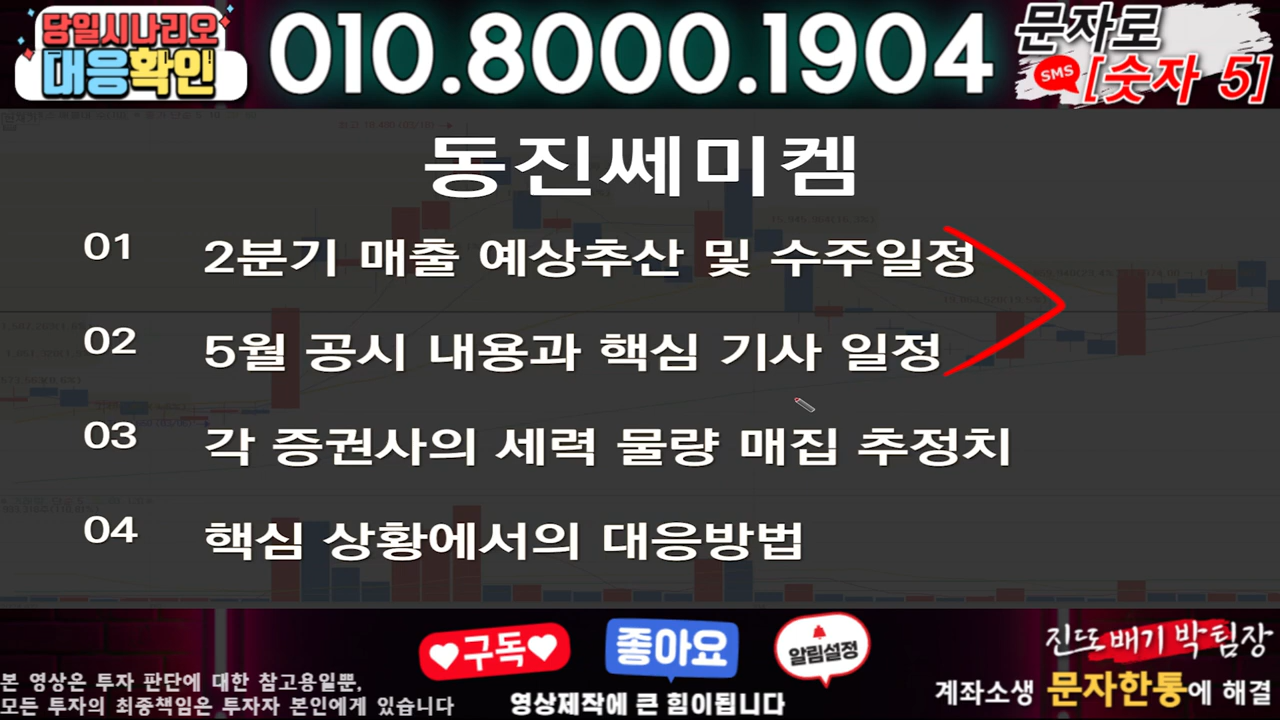 당일시나리오
대응확인
010.8000.1904
문자로
SMS
[숫자 5]
동진쎄미켐
01 2분기 매출 예상추산 및 수주일정
02 5월 공시 내용과 핵심 기사 일정
03 각 증권사의 세력 물량 매집 추정치
04 핵심 상황에서의 대응방법
구독
좋아요
알림설정
본 영상은 투자 판단에 대한 참고용일뿐,
모든 투자의 최종책임은 투자자 본인에게 있습니다
영상제작에 큰 힘이됩니다
진또배기 박팀장
계좌소생 문자한통에 해결